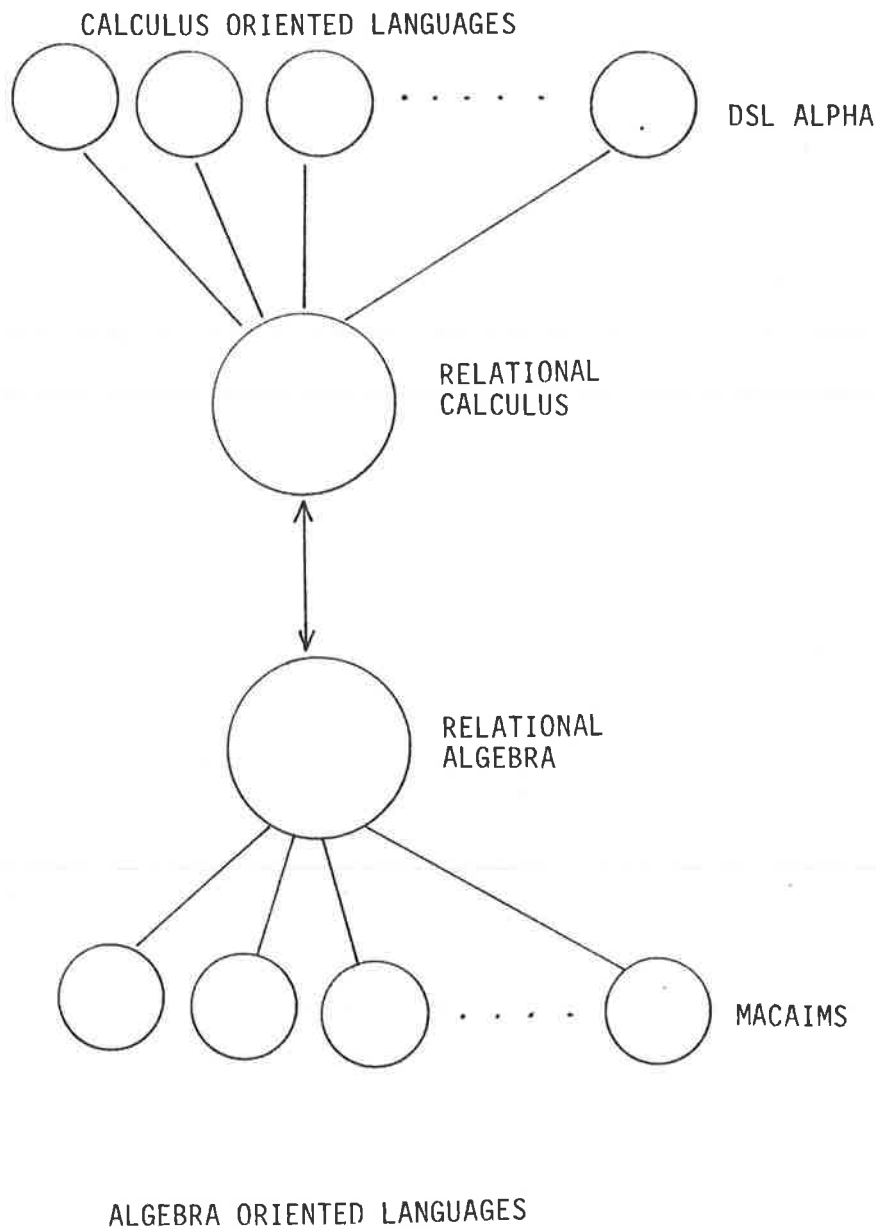 CALCULUS ORIENTED LANGUAGES
DSL ALPHA
RELATIONAL
CALCULUS
RELATIONAL
ALGEBRA
MACAIMS
ALGEBRA ORIENTED LANGUAGES